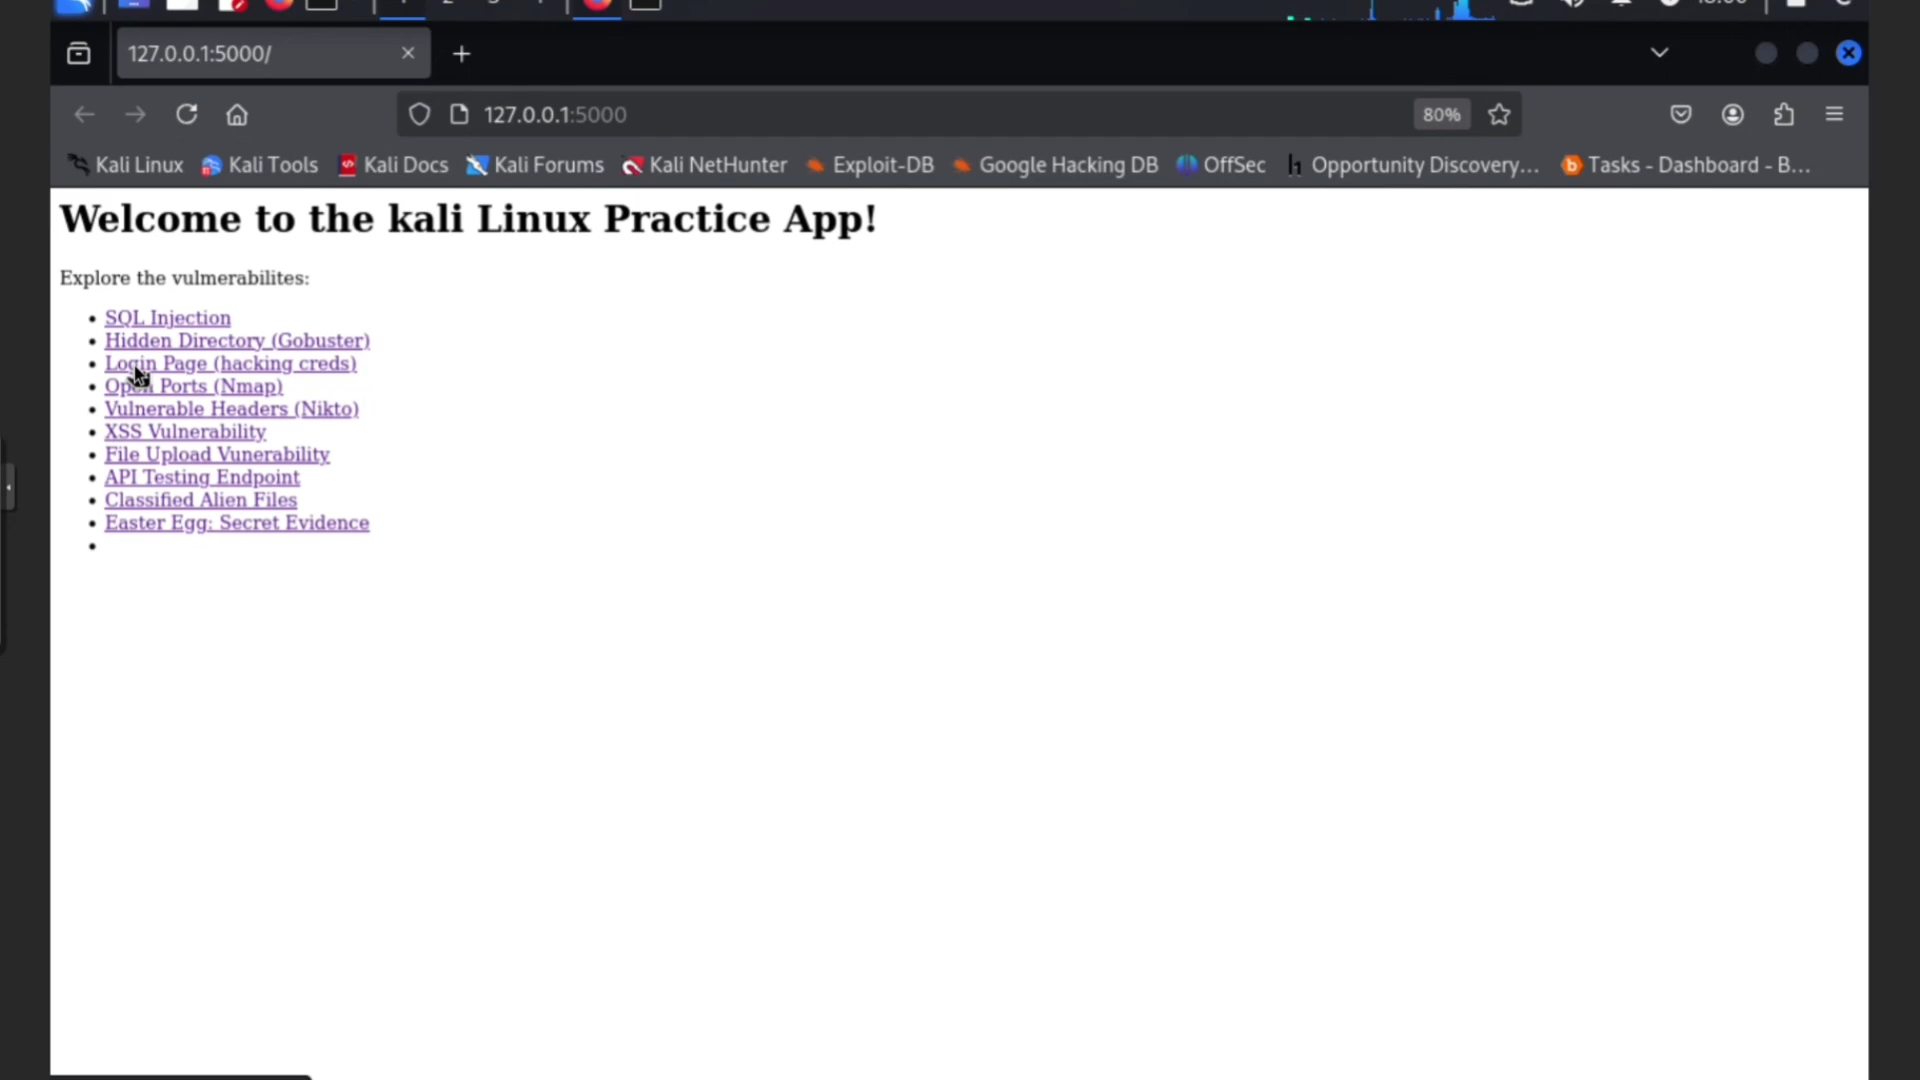 127.0.0.1:5000/
127.0.0.1:5000
80%
Kali Linux Kali Tools Kali Docs Kali Forums Kali NetHunter Exploit-DB Google Hacking DB OffSec Opportunity Discovery... Tasks - Dashboard - B...
Welcome to the kali Linux Practice App!
Explore the vulmerabilites:
SQL Injection
Hidden Directory (Gobuster)
Login Page (hacking creds)
Open Ports (Nmap)
Vulnerable Headers (Nikto)
XSS Vulnerability
File Upload Vunerability
API Testing Endpoint
Classified Alien Files
Easter Egg: Secret Evidence